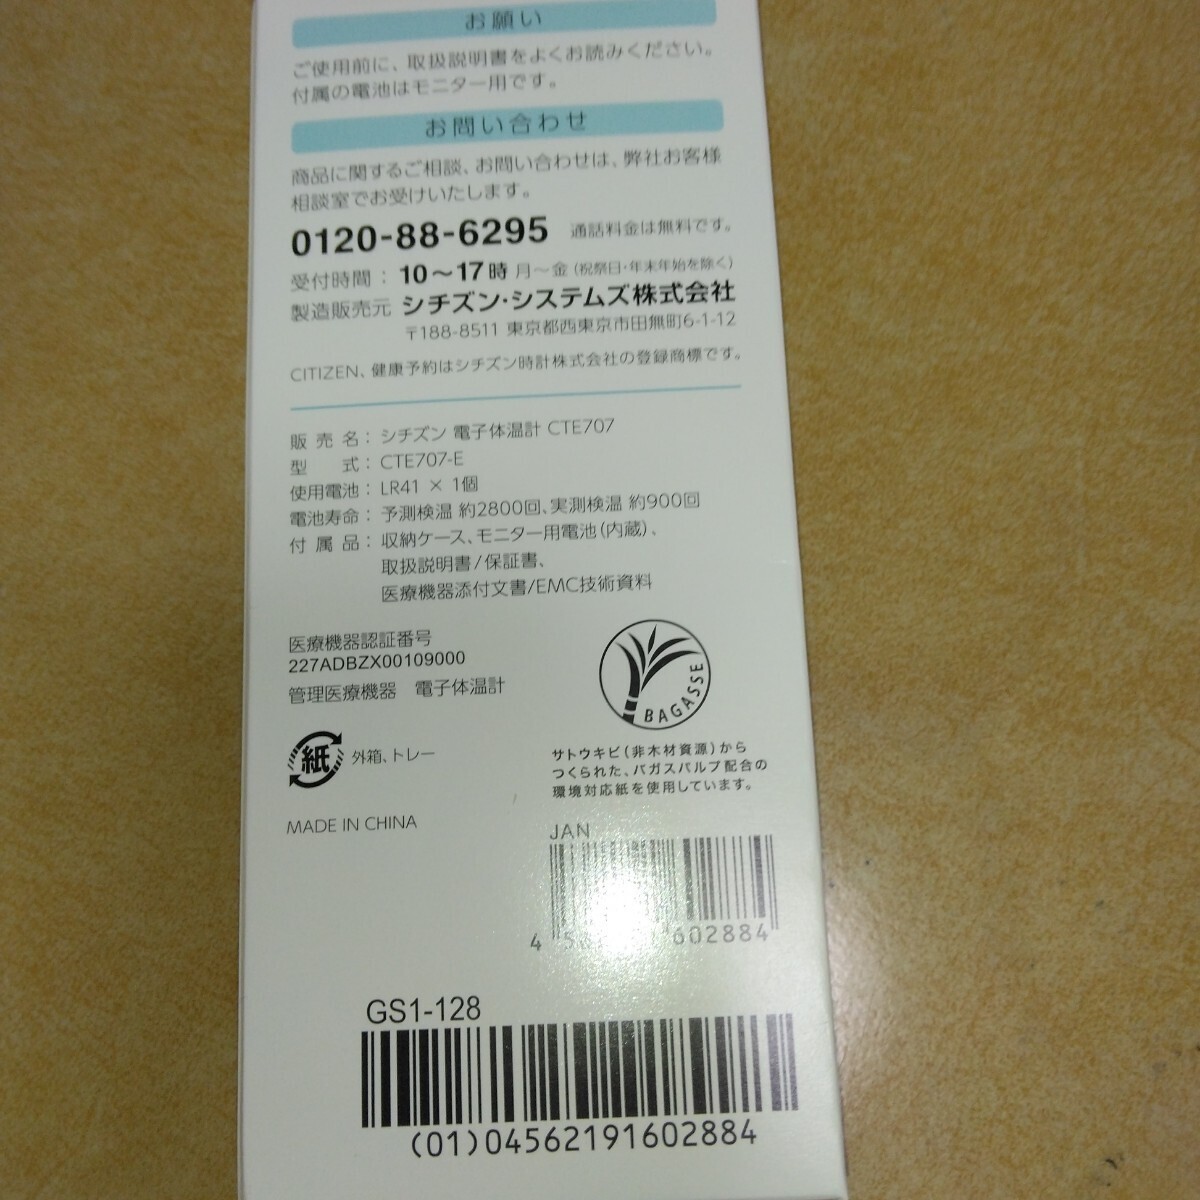 お願い
ご使用前に、取扱説明書をよくお読みください。
付属の電池はモニター用です。
お問い合わせ
商品に関するご相談、お問い合わせは、弊社お客様
相談室でお受けいたします。
0120-88-6295 通話料金は無料です。
受付時間：10～17時 月～金（祝祭日・年末年始を除く）
製造販売元 シチズン・システムズ株式会社
〒188-8511 東京都西東京市田無町6-1-12
CITIZEN、健康予約はシチズン時計株式会社の登録商標です。
販売名：シチズン 電子体温計 CTE707
型式：CTE707-E
使用電池：LR41 × 1個
電池寿命：予測検温 約2800回、実測検温 約900回
付属品：収納ケース、モニター用電池（内蔵）、
取扱説明書/保証書、
医療機器添付文書/EMC技術資料
医療機器認証番号
227ADBZX00109000
管理医療機器 電子体温計
BAGASSE
紙 外箱、トレー
サトウキビ（非木材資源）から
つくられた、バガスパルプ配合の
環境対応紙を使用しています。
MADE IN CHINA
JAN
4 602884
GS1-128
(01)04562191602884